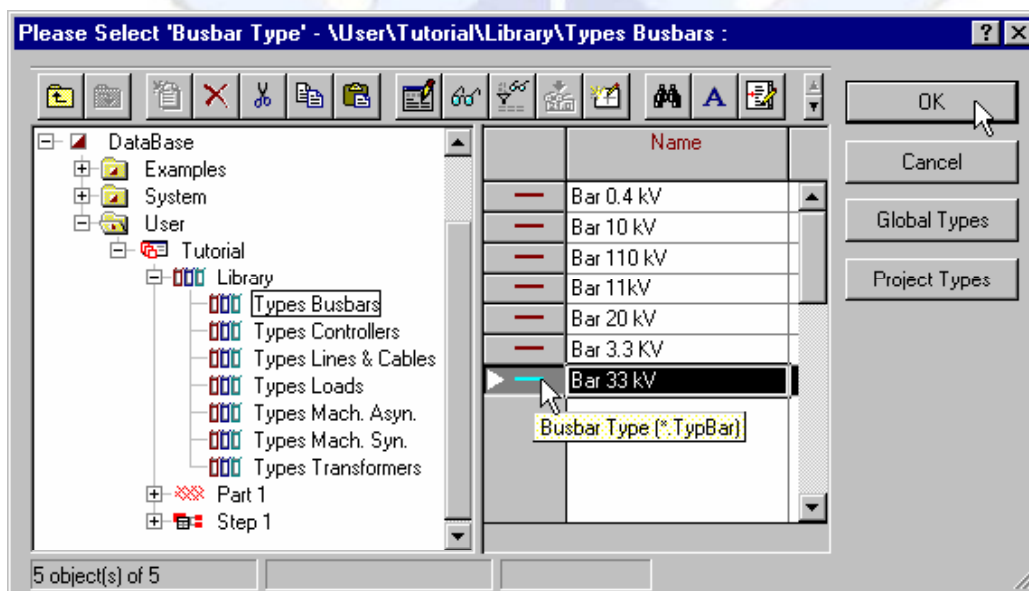 Please Select 'Busbar Type' - \User\Tutorial\Library\Types Busbars :
OK
Cancel
Global Types
Project Types
DataBase
Examples
System
User
Tutorial
Library
Types Busbars
Types Controllers
Types Lines & Cables
Types Loads
Types Mach. Asyn.
Types Mach. Syn.
Types Transformers
Part 1
Step 1
Name
Bar 0.4 kV
Bar 10 kV
Bar 110 kV
Bar 11kV
Bar 20 kV
Bar 3.3 KV
Bar 33 kV
Busbar Type (*.TypBar)
5 object(s) of 5